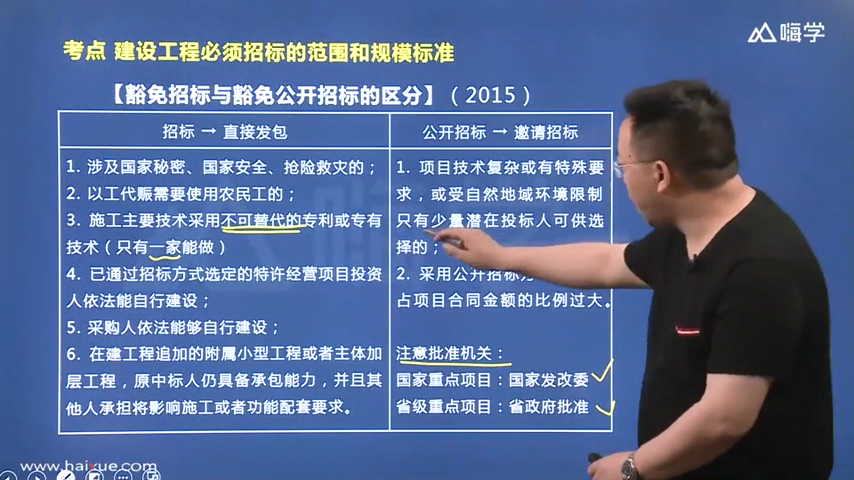 考点 建设工程必须招标的范围和规模标准
嗨学
【豁免招标与豁免公开招标的区分】（2015）
招标 → 直接发包
1. 涉及国家秘密、国家安全、抢险救灾的；
2. 以工代赈需要使用农民工的；
3. 施工主要技术采用不可替代的专利或专有
技术（只有一家能做）
4. 已通过招标方式选定的特许经营项目投资
人依法能自行建设；
5. 采购人依法能够自行建设；
6. 在建工程追加的附属小型工程或者主体加
层工程，原中标人仍具备承包能力，并且其
他人承担将影响施工或者功能配套要求。
公开招标 → 邀请招标
1. 项目技术复杂或有特殊要
求，或受自然地域环境限制
只有少量潜在投标人可供选
择的；
2. 采用公开招标方
占项目合同金额的比例过大。
注意批准机关：
国家重点项目：国家发改委
省级重点项目：省政府批准
www.haixue.com